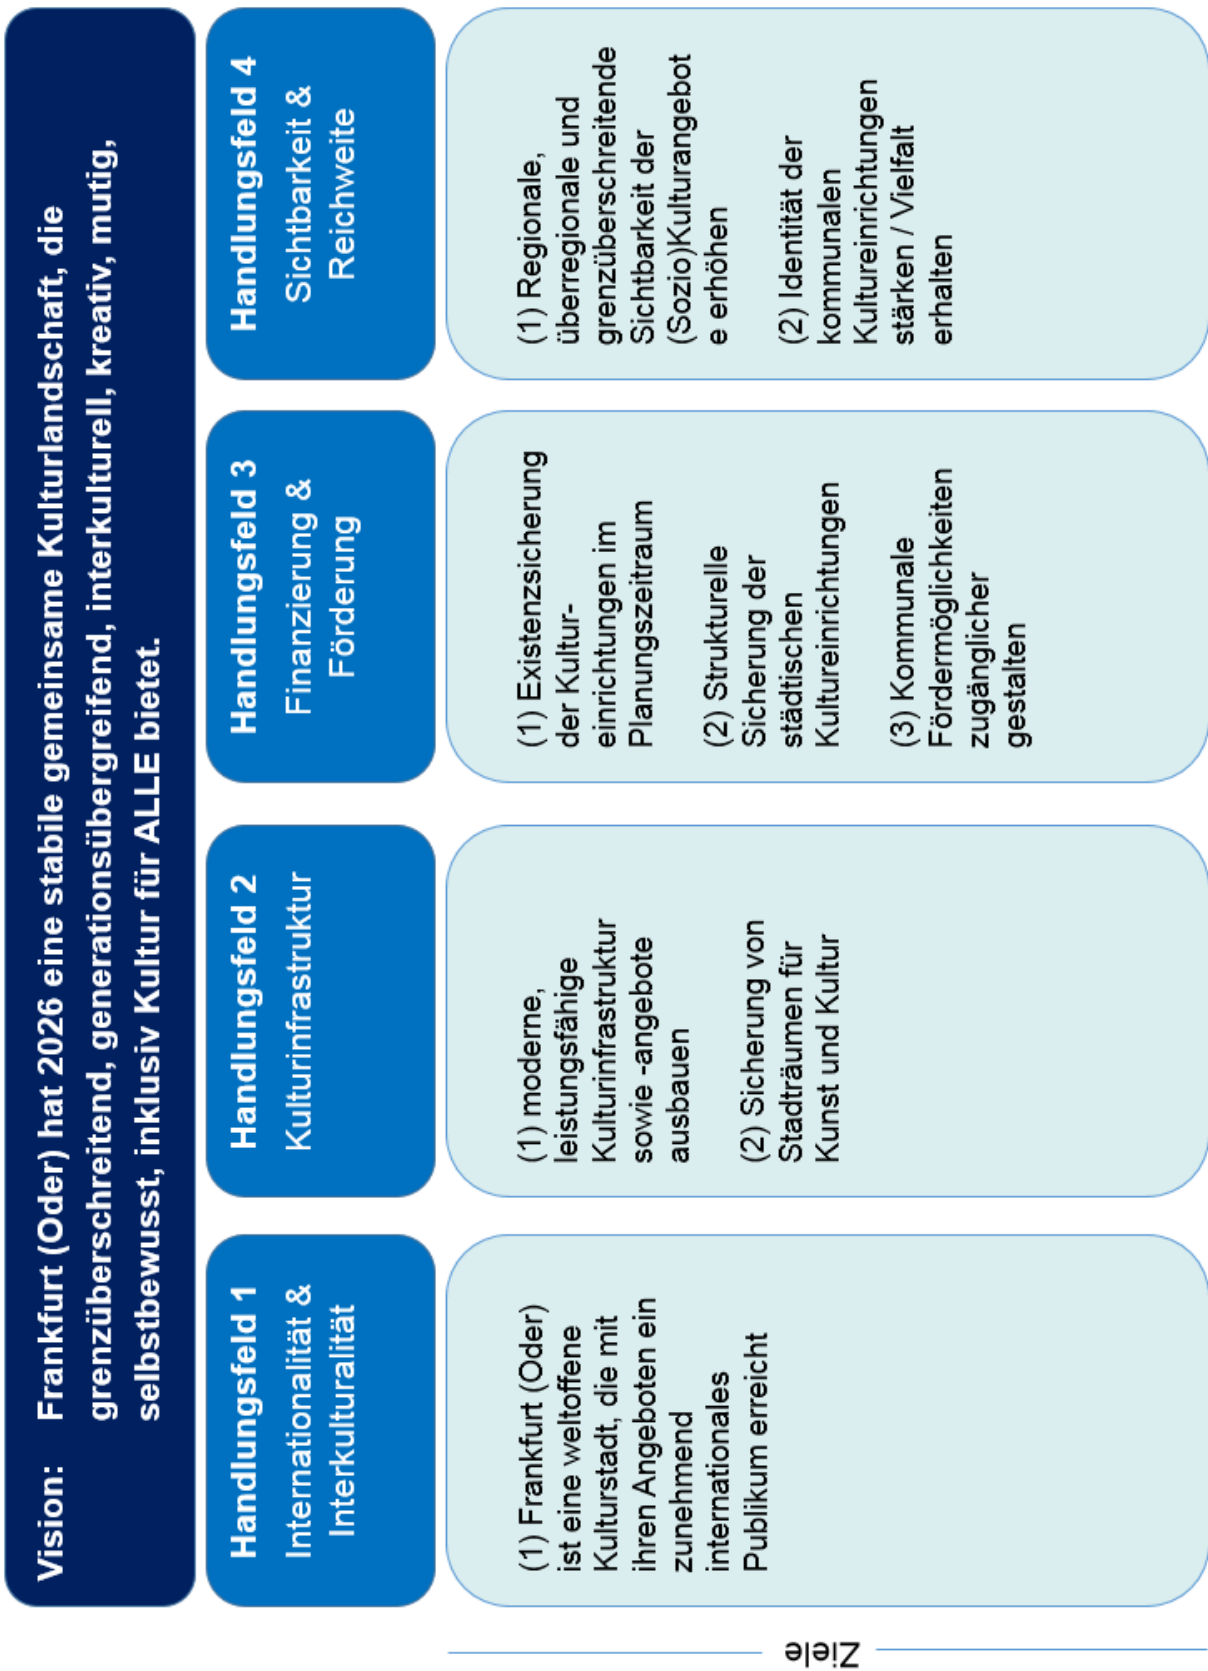 Vision: Frankfurt (Oder) hat 2026 eine stabile gemeinsame Kulturlandschaft, die
grenzüberschreitend, generationsübergreifend, interkulturell, kreativ, mutig,
selbstbewusst, inklusiv Kultur für ALLE bietet.
Handlungsfeld 1
Internationalität &
Interkulturalität
Handlungsfeld 2
Kulturinfrastruktur
Handlungsfeld 3
Finanzierung &
Förderung
Handlungsfeld 4
Sichtbarkeit &
Reichweite
Ziele
(1) Frankfurt (Oder)
ist eine weltoffene
Kulturstadt, die mit
ihren Angeboten ein
zunehmend
internationales
Publikum erreicht
(1) moderne,
leistungsfähige
Kulturinfrastruktur
sowie -angebote
ausbauen
(2) Sicherung von
Stadträumen für
Kunst und Kultur
(1) Existenzsicherung
der Kultur-
einrichtungen im
Planungszeitraum
(2) Strukturelle
Sicherung der
städtischen
Kultureinrichtungen
(3) Kommunale
Fördermöglichkeiten
zugänglicher
gestalten
(1) Regionale,
überregionale und
grenzüberschreitende
Sichtbarkeit der
(Sozio)Kulturangebot
e erhöhen
(2) Identität der
kommunalen
Kultureinrichtungen
stärken / Vielfalt
erhalten